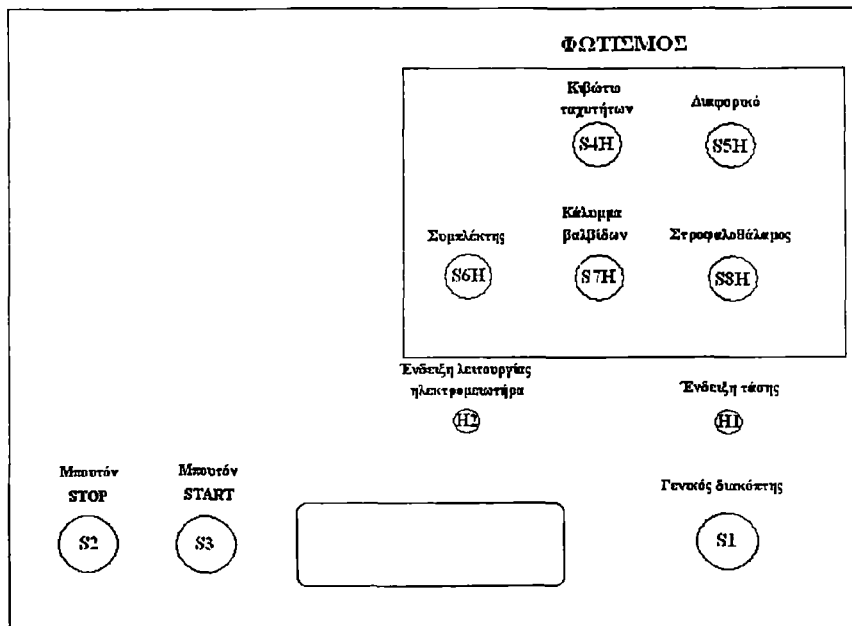 ΦΩΤΙΣΜΟΣ
Κιβώτιο
ταχυτήτων
Διαφορικό
S4H
S5H
Συμπλέκτης
Κάλυμμα
βαλβίδων
Στροφαλοθάλαμος
S6H
S7H
S8H
Ένδειξη λειτουργίας
ηλεκτρομειωτήρα
Ένδειξη τάσης
H2
H1
Μπουτόν
STOP
Μπουτόν
START
Γενικός διακόπτης
S2
S3
S1